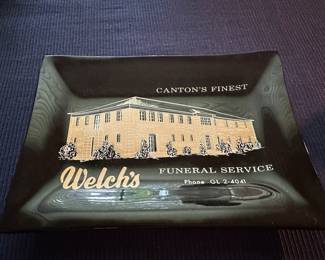 CANTON'S FINEST
Welch's
FUNERAL SERVICE
Phone GL 2-4041